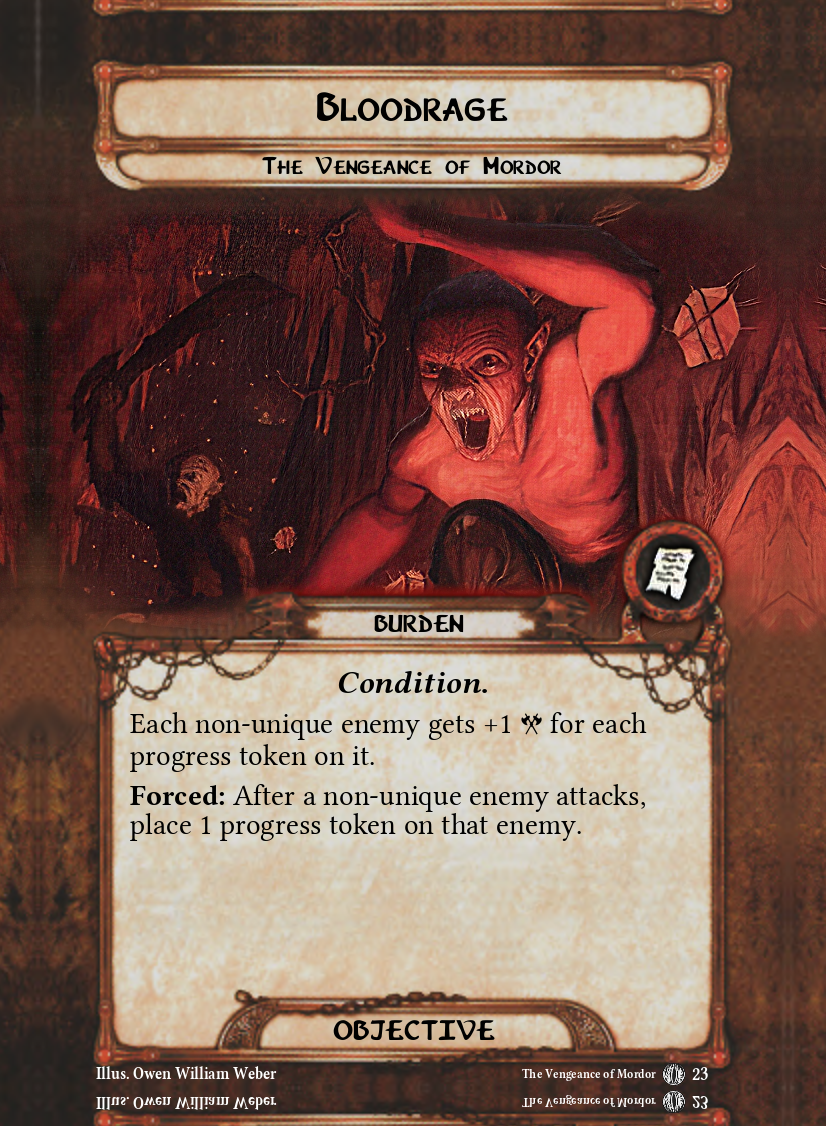 Bloodrage
The Vengeance of Mordor
BURDEN
Condition.
Each non-unique enemy gets +1 for each
progress token on it.
Forced: After a non-unique enemy attacks,
place 1 progress token on that enemy.
OBJECTIVE
Illus. Owen William Weber
The Vengeance of Mordor 23
Illus. Owen William Weber
The Vengeance of Mordor 23